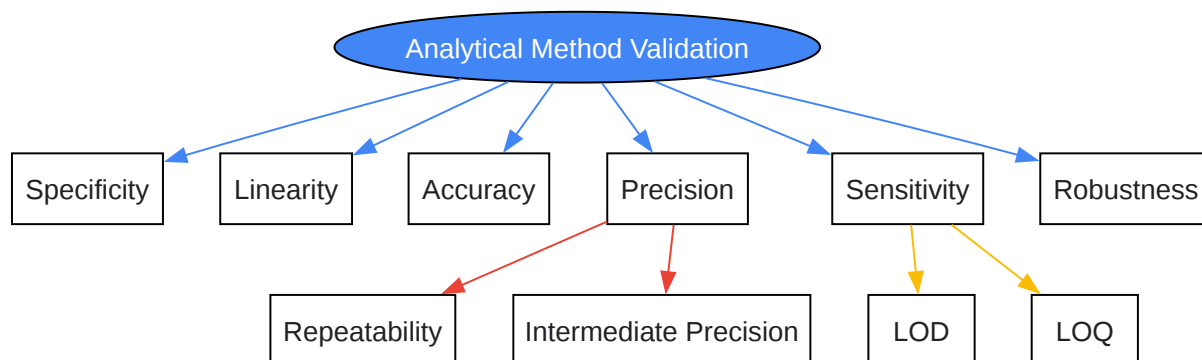 Analytical Method Validation
Specificity
Linearity
Accuracy
Precision
Sensitivity
Robustness
Repeatability
Intermediate Precision
LOD
LOQ